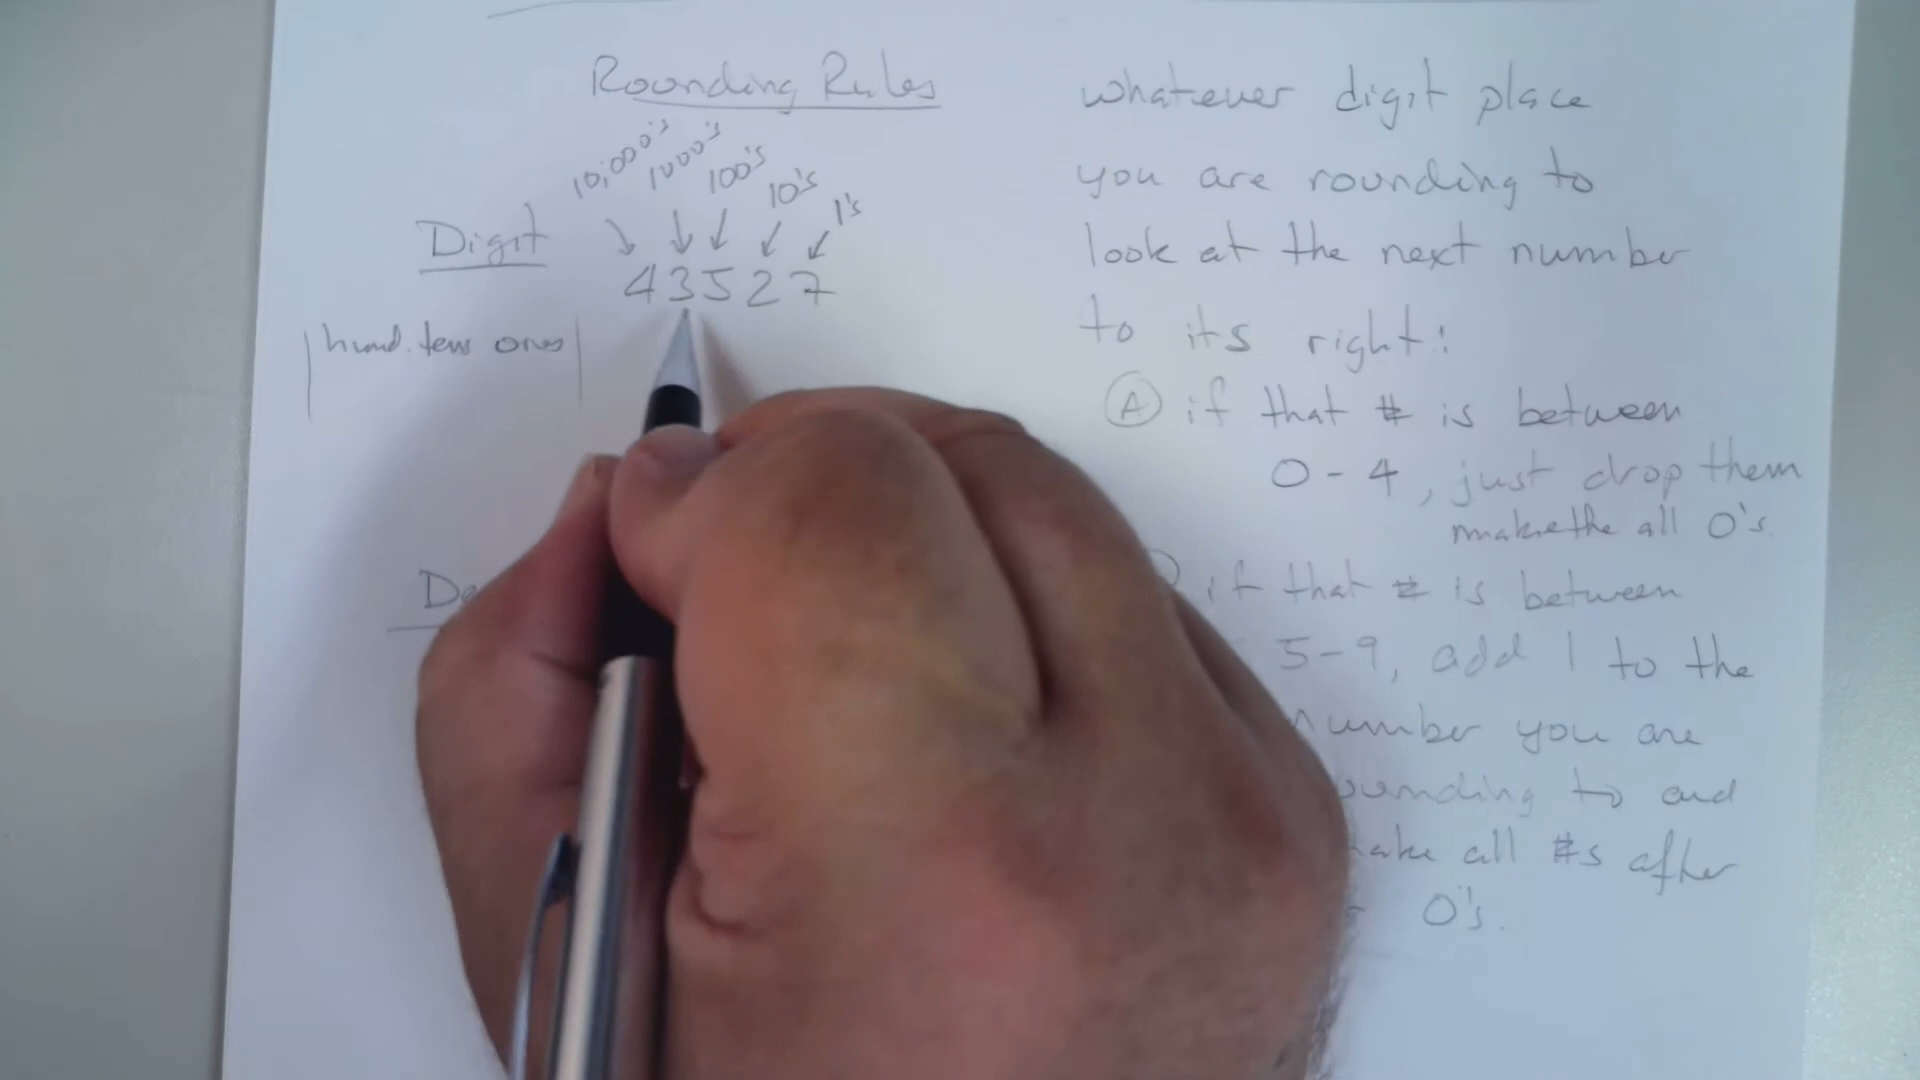 Rounding Rules
10,000's 1000's 100's 10's 1's
Digit
43527
hund. tens ones
De
whatever digit place
you are rounding to
look at the next number
to its right:
A if that # is between
0-4, just drop them
make the all 0's.
if that # is between
5-9, add 1 to the
number you are
ounding to and
ake all #s after
0's.